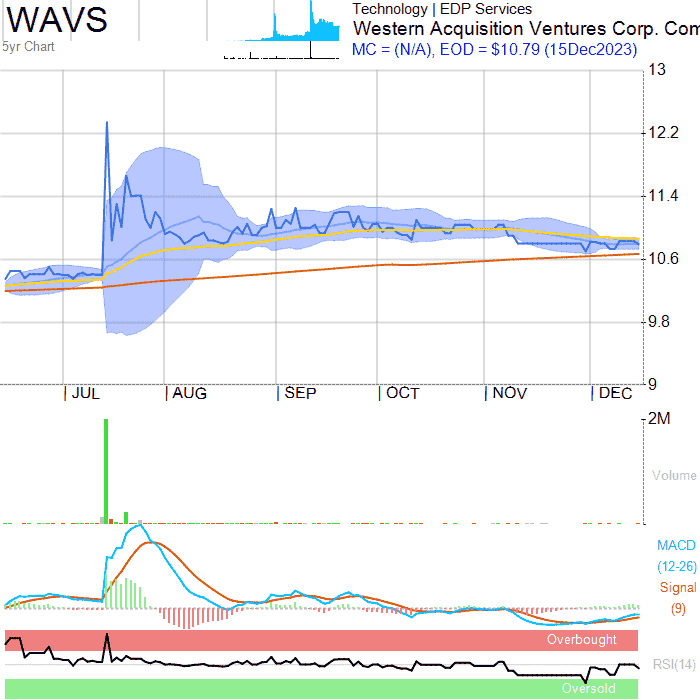 WAVS
5yr Chart
Technology | EDP Services
Western Acquisition Ventures Corp. Com
MC = (N/A), EOD = $10.79 (15Dec2023)
13
12.2
11.4
10.6
9.8
9
JUL AUG SEP OCT NOV DEC
2M
Volume
MACD
(12-26)
Signal
(9)
Overbought
RSI(14)
Oversold